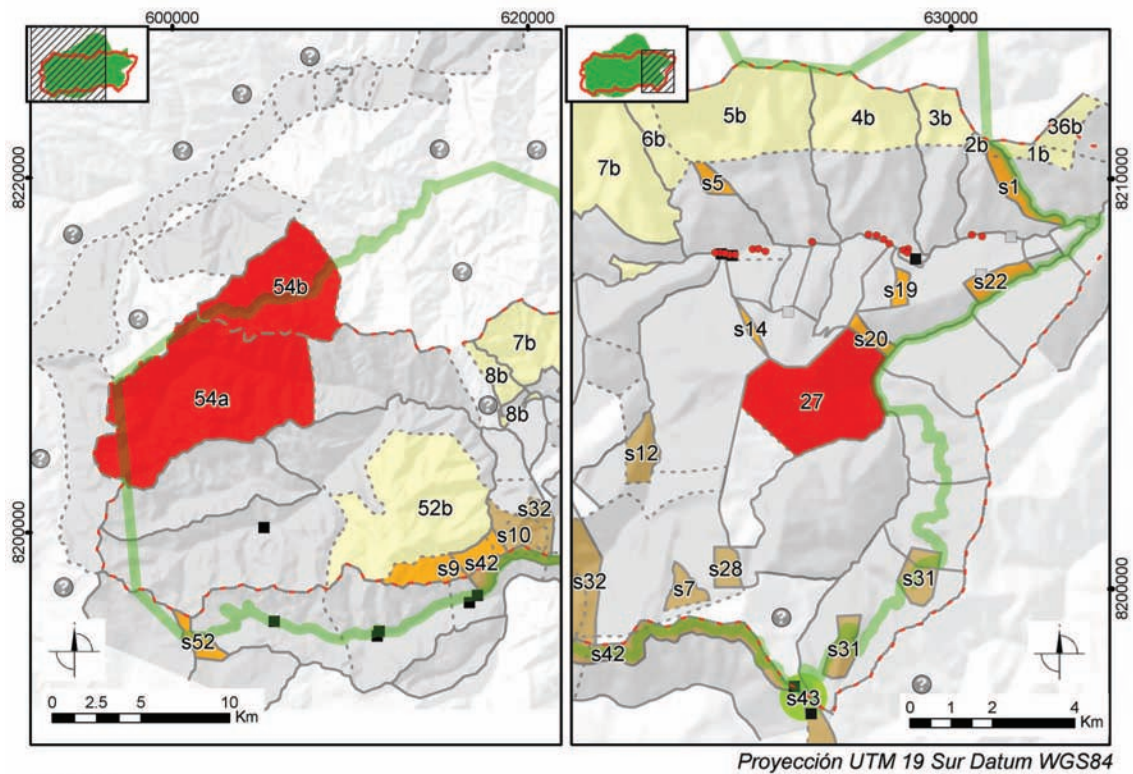 600000
620000
630000
8220000
8200000
8210000
8200000
?
?
?
?
?
?
?
?
?
?
?
54b
54a
7b
8b
8b
52b
s32
s10
s9
s42
s52
0 2.5 5 10
Km
5b
4b
3b
36b
6b
2b
1b
7b
s5
s1
s19
s22
s14
s20
27
s12
s28
s32
s7
s31
?
s42
s31
s43
?
0 1 2 4
Km
Proyección UTM 19 Sur Datum WGS84